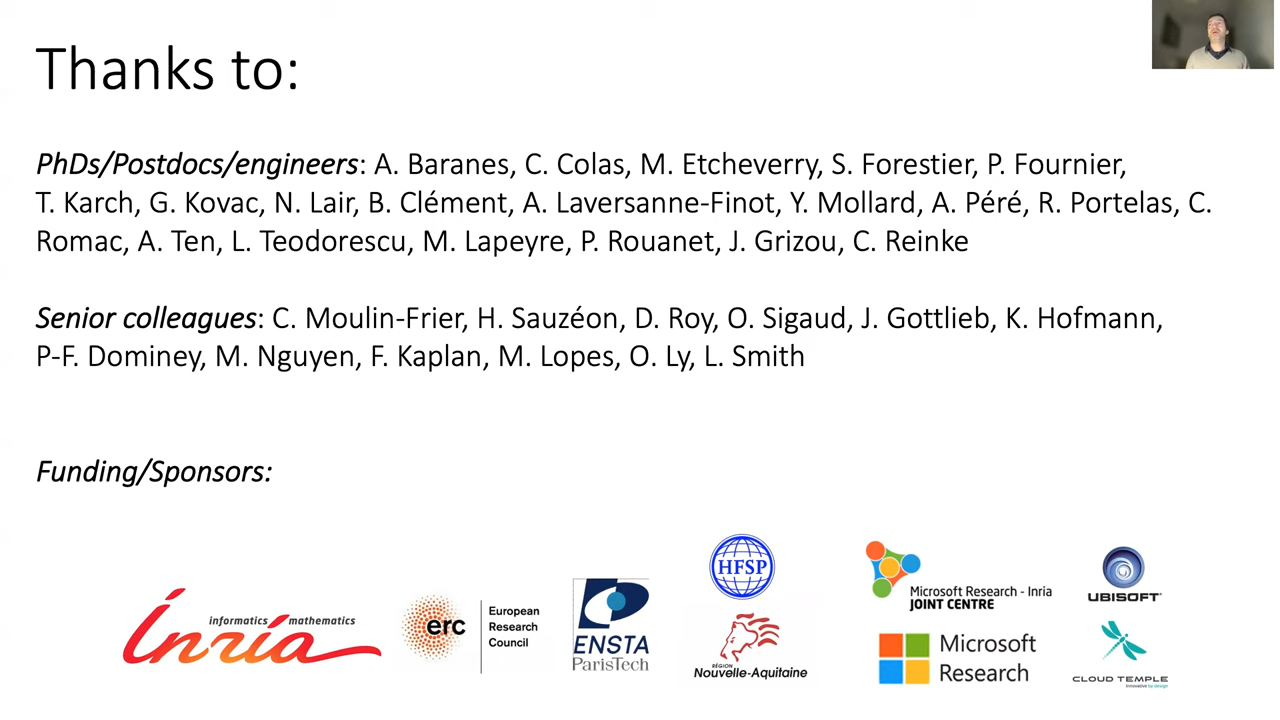 Thanks to:
PhDs/Postdocs/engineers: A. Baranes, C. Colas, M. Etcheverry, S. Forestier, P. Fournier,
T. Karch, G. Kovac, N. Lair, B. Clément, A. Laversanne-Finot, Y. Mollard, A. Péré, R. Portelas, C.
Romac, A. Ten, L. Teodorescu, M. Lapeyre, P. Rouanet, J. Grizou, C. Reinke
Senior colleagues: C. Moulin-Frier, H. Sauzéon, D. Roy, O. Sigaud, J. Gottlieb, K. Hofmann,
P-F. Dominey, M. Nguyen, F. Kaplan, M. Lopes, O. Ly, L. Smith
Funding/Sponsors:
informatics mathematics
Inria
erc
European
Research
Council
ENSTA
ParisTech
HFSP
RÉGION
Nouvelle-Aquitaine
Microsoft Research - Inria
JOINT CENTRE
Microsoft
Research
UBISOFT
CLOUD TEMPLE
Innovative by design